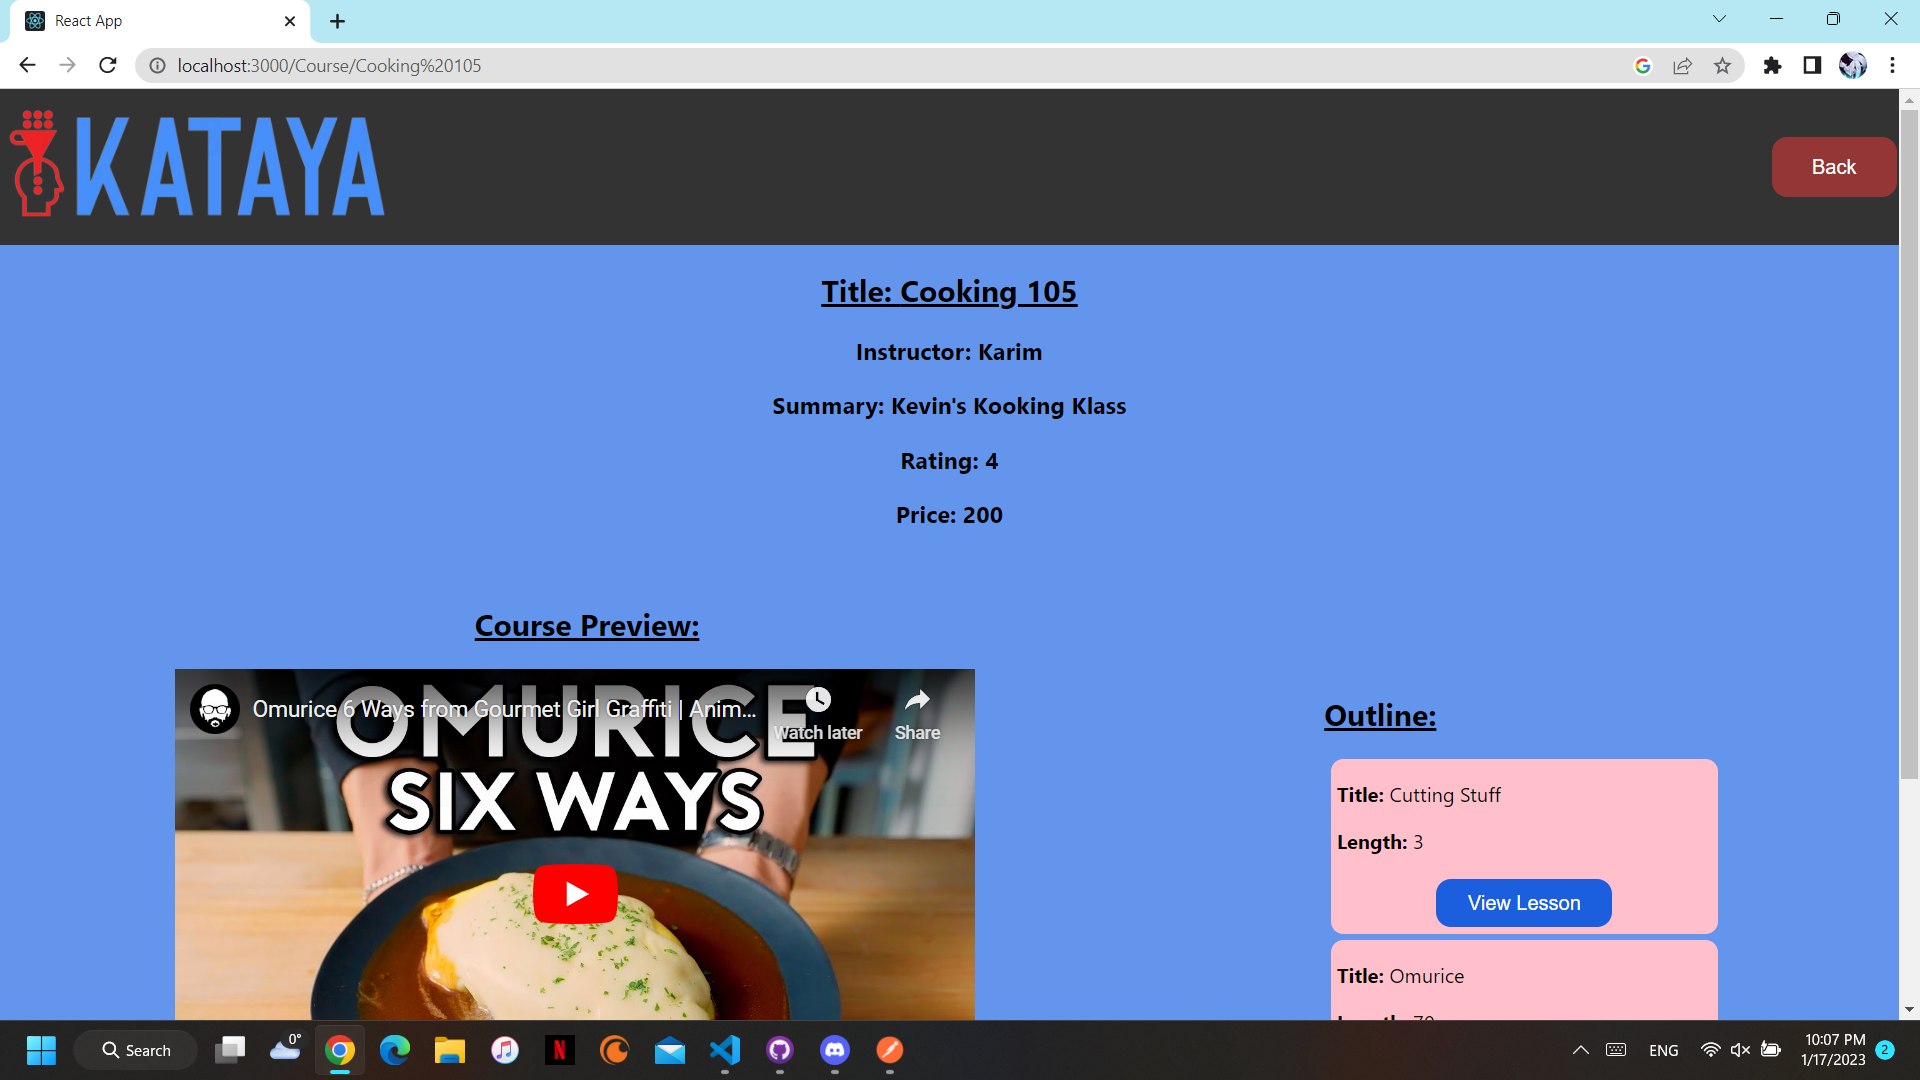 React App
localhost:3000/Course/Cooking%20105
KATAYA
Back
Title: Cooking 105
Instructor: Karim
Summary: Kevin's Kooking Klass
Rating: 4
Price: 200
Course Preview:
OMURICE
Omurice 6 Ways from Gourmet Girl Graffiti | Anim...
Watch later
Share
SIX WAYS
Outline:
Title: Cutting Stuff
Length: 3
View Lesson
Title: Omurice
Length: 70
0°
Search
N
ENG
10:07 PM
1/17/2023
2